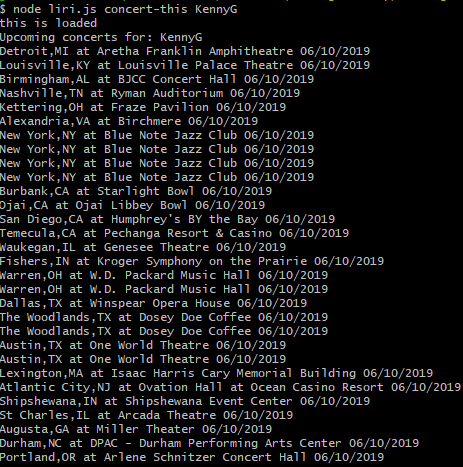 $ node liri.js concert-this KennyG
this is loaded
Upcoming concerts for: KennyG
Detroit,MI at Aretha Franklin Amphitheatre 06/10/2019
Louisville,KY at Louisville Palace Theatre 06/10/2019
Birmingham,AL at BJCC Concert Hall 06/10/2019
Nashville,TN at Ryman Auditorium 06/10/2019
Kettering,OH at Fraze Pavilion 06/10/2019
Alexandria,VA at Birchmere 06/10/2019
New York,NY at Blue Note Jazz Club 06/10/2019
New York,NY at Blue Note Jazz Club 06/10/2019
New York,NY at Blue Note Jazz Club 06/10/2019
New York,NY at Blue Note Jazz Club 06/10/2019
Burbank,CA at Starlight Bowl 06/10/2019
Ojai,CA at Ojai Libbey Bowl 06/10/2019
San Diego,CA at Humphrey's BY the Bay 06/10/2019
Temecula,CA at Pechanga Resort & Casino 06/10/2019
Waukegan,IL at Genesee Theatre 06/10/2019
Fishers,IN at Kroger Symphony on the Prairie 06/10/2019
Warren,OH at W.D. Packard Music Hall 06/10/2019
Warren,OH at W.D. Packard Music Hall 06/10/2019
Dallas,TX at Winspear Opera House 06/10/2019
The Woodlands,TX at Dosey Doe Coffee 06/10/2019
The Woodlands,TX at Dosey Doe Coffee 06/10/2019
Austin,TX at One World Theatre 06/10/2019
Austin,TX at One World Theatre 06/10/2019
Lexington,MA at Isaac Harris Cary Memorial Building 06/10/2019
Atlantic City,NJ at Ovation Hall at Ocean Casino Resort 06/10/2019
Shipshewana,IN at Shipshewana Event Center 06/10/2019
St Charles,IL at Arcada Theatre 06/10/2019
Augusta,GA at Miller Theater 06/10/2019
Durham,NC at DPAC - Durham Performing Arts Center 06/10/2019
Portland,OR at Arlene Schnitzer Concert Hall 06/10/2019